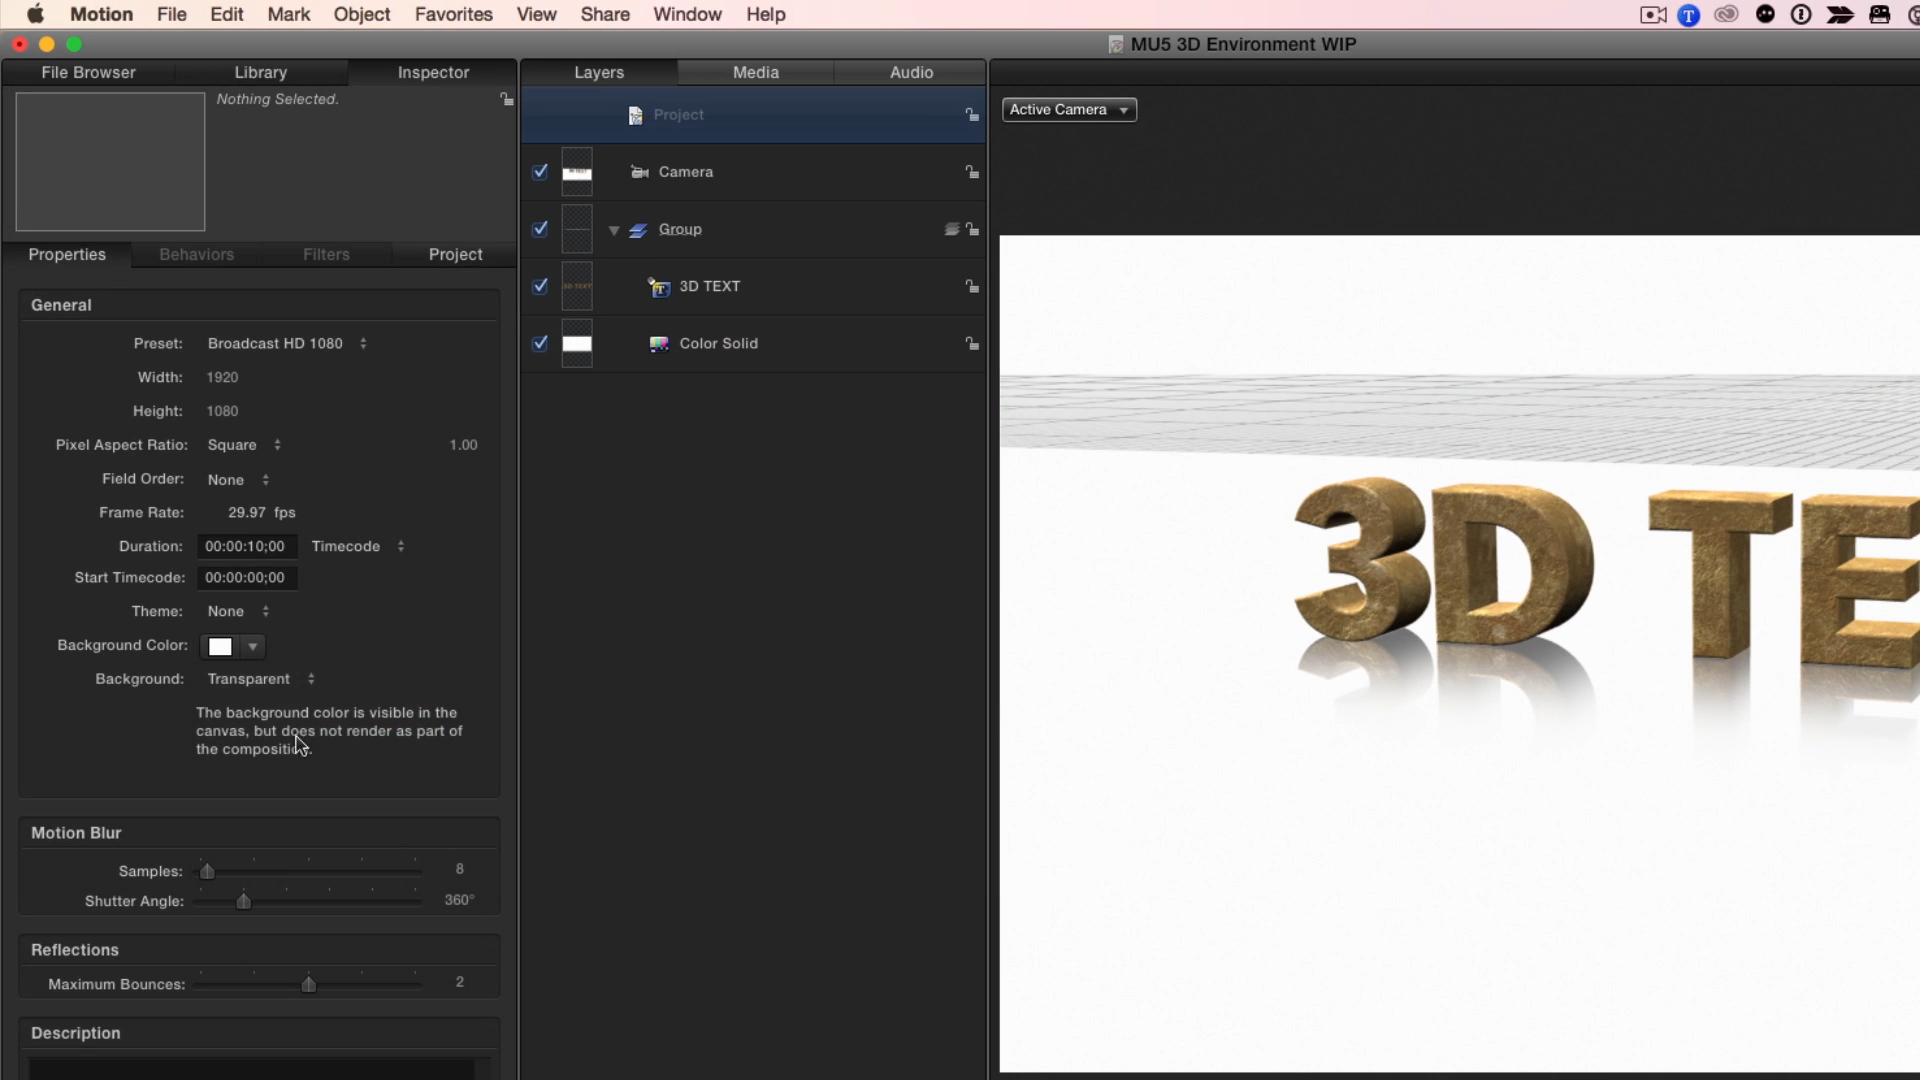 Motion File Edit Mark Object Favorites View Share Window Help
MU5 3D Environment WIP
File Browser Library Inspector
Layers Media Audio
Nothing Selected.
Project
Active Camera
Camera
Group
3D TEXT
Color Solid
Properties Behaviors Filters Project
General
Preset: Broadcast HD 1080
Width: 1920
Height: 1080
Pixel Aspect Ratio: Square 1.00
Field Order: None
Frame Rate: 29.97 fps
Duration: 00:00:10;00 Timecode
Start Timecode: 00:00:00;00
Theme: None
Background Color:
Background: Transparent
The background color is visible in the
canvas, but does not render as part of
the composition.
Motion Blur
Samples: 8
Shutter Angle: 360°
Reflections
Maximum Bounces: 2
Description
3D TE